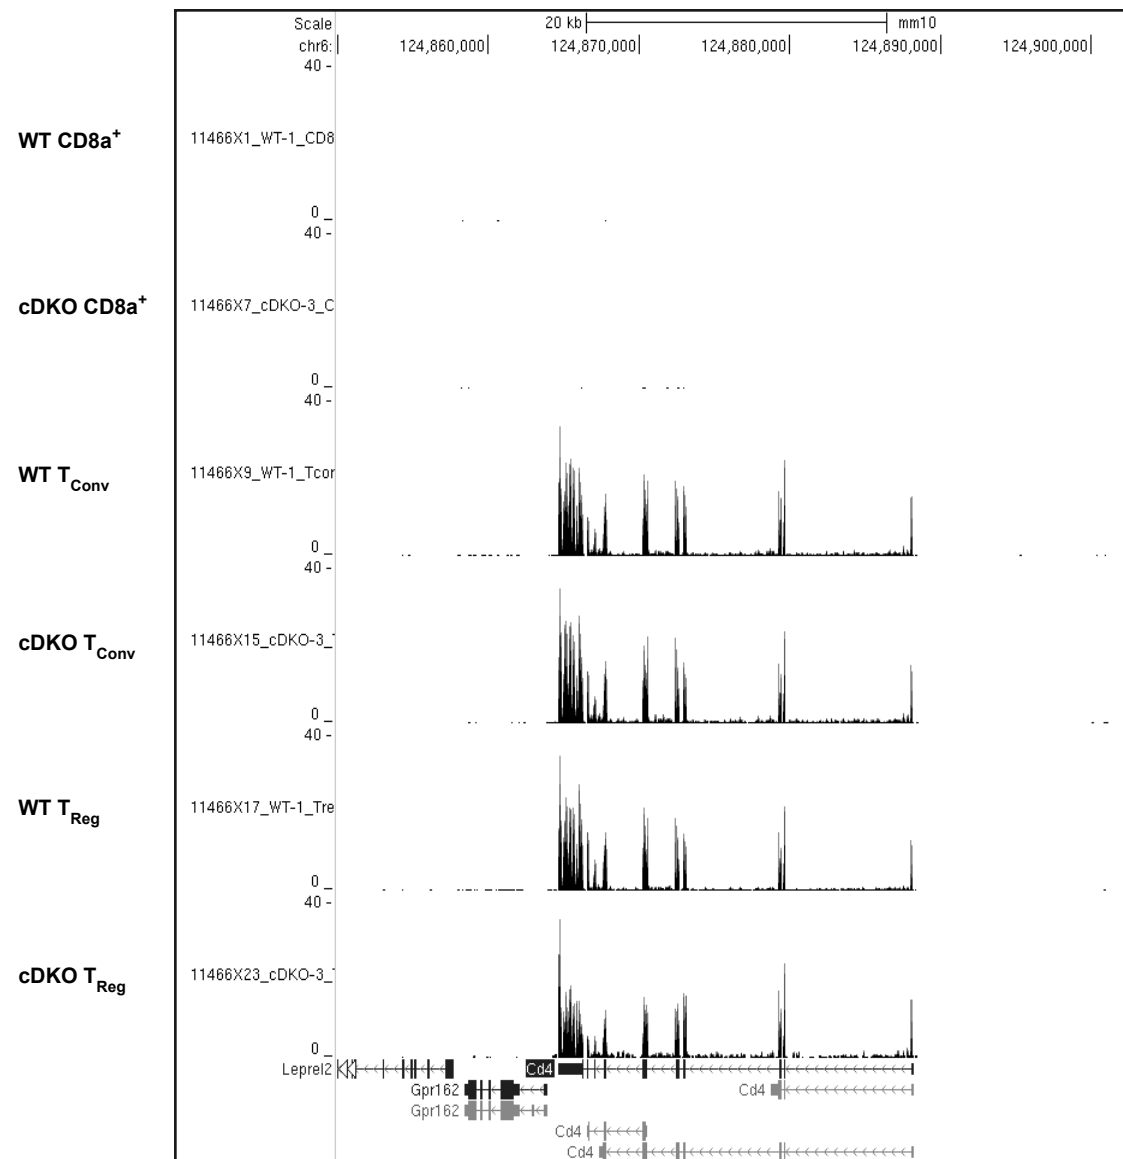 Scale 20 kb mm10
chr6: 124,860,000 124,870,000 124,880,000 124,890,000 124,900,000
40 -
WT CD8a+ 11466X1_WT-1_CD8
0 _
40 -
cDKO CD8a+ 11466X7_cDKO-3_C
0 _
40 -
WT TConv 11466X9_WT-1_Tcor
0 _
40 -
cDKO TConv 11466X15_cDKO-3_T
0 _
40 -
WT TReg 11466X17_WT-1_Tre
0 _
40 -
cDKO TReg 11466X23_cDKO-3_T
0 _
Leprel2 Cd4
Gpr162 Cd4
Gpr162
Cd4
Cd4